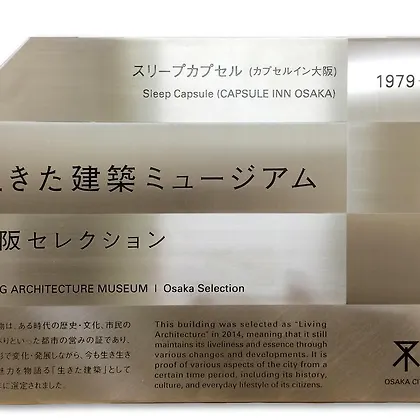 スリープカプセル (カプセルイン大阪)
Sleep Capsule (CAPSULE INN OSAKA)
1979
きた建築ミュージアム
阪セレクション
G ARCHITECTURE MUSEUM | Osaka Selection
物は、ある時代の歴史・文化、市民の
りといった都市の営みの証であり、
で変化・発展しながら、今も生き生き
魅力を物語る「生きた建築」として
に選定されました。
This building was selected as "Living
Architecture" in 2014, meaning that it still
maintains its liveliness and essence through
various changes and developments. It is
proof of various aspects of the city from a
certain time period, including its history,
culture, and everyday lifestyle of its citizens.
OSAKA CI